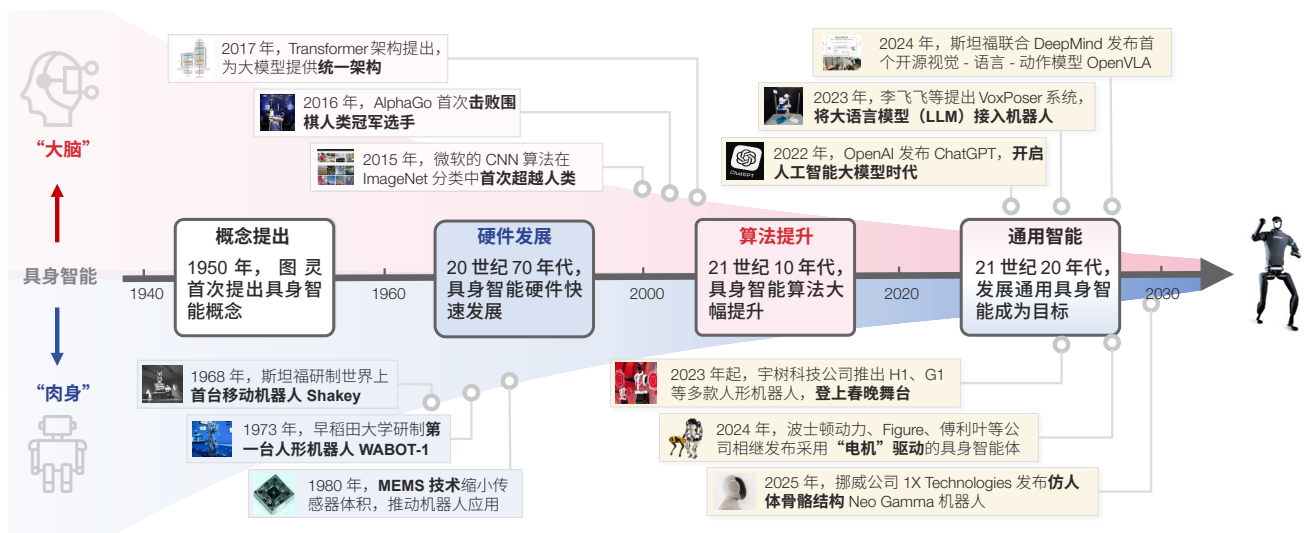 2017 年，Transformer 架构提出，
为大模型提供统一架构
2016 年，AlphaGo 首次击败围
棋人类冠军选手
2015 年，微软的 CNN 算法在
ImageNet 分类中首次超越人类
2024 年，斯坦福联合 DeepMind 发布首
个开源视觉 - 语言 - 动作模型 OpenVLA
2023 年，李飞飞等提出 VoxPoser 系统，
将大语言模型（LLM）接入机器人
ChatGPT
2022 年，OpenAI 发布 ChatGPT，开启
人工智能大模型时代
“大脑”
具身智能
“肉身”
概念提出
1950 年，图灵
首次提出具身智
能概念
硬件发展
20 世纪 70 年代，
具身智能硬件快
速发展
算法提升
21 世纪 10 年代，
具身智能算法大
幅提升
通用智能
21 世纪 20 年代，
发展通用具身智
能成为目标
1940
1960
2000
2020
2030
1968 年，斯坦福研制世界上
首台移动机器人 Shakey
1973 年，早稻田大学研制第
一台人形机器人 WABOT-1
1980 年，MEMS 技术缩小传
感器体积，推动机器人应用
2023 年起，宇树科技公司推出 H1、G1
等多款人形机器人，登上春晚舞台
2024 年，波士顿动力、Figure、傅利叶等公
司相继发布采用“电机”驱动的具身智能体
2025 年，挪威公司 1X Technologies 发布仿人
体骨骼结构 Neo Gamma 机器人